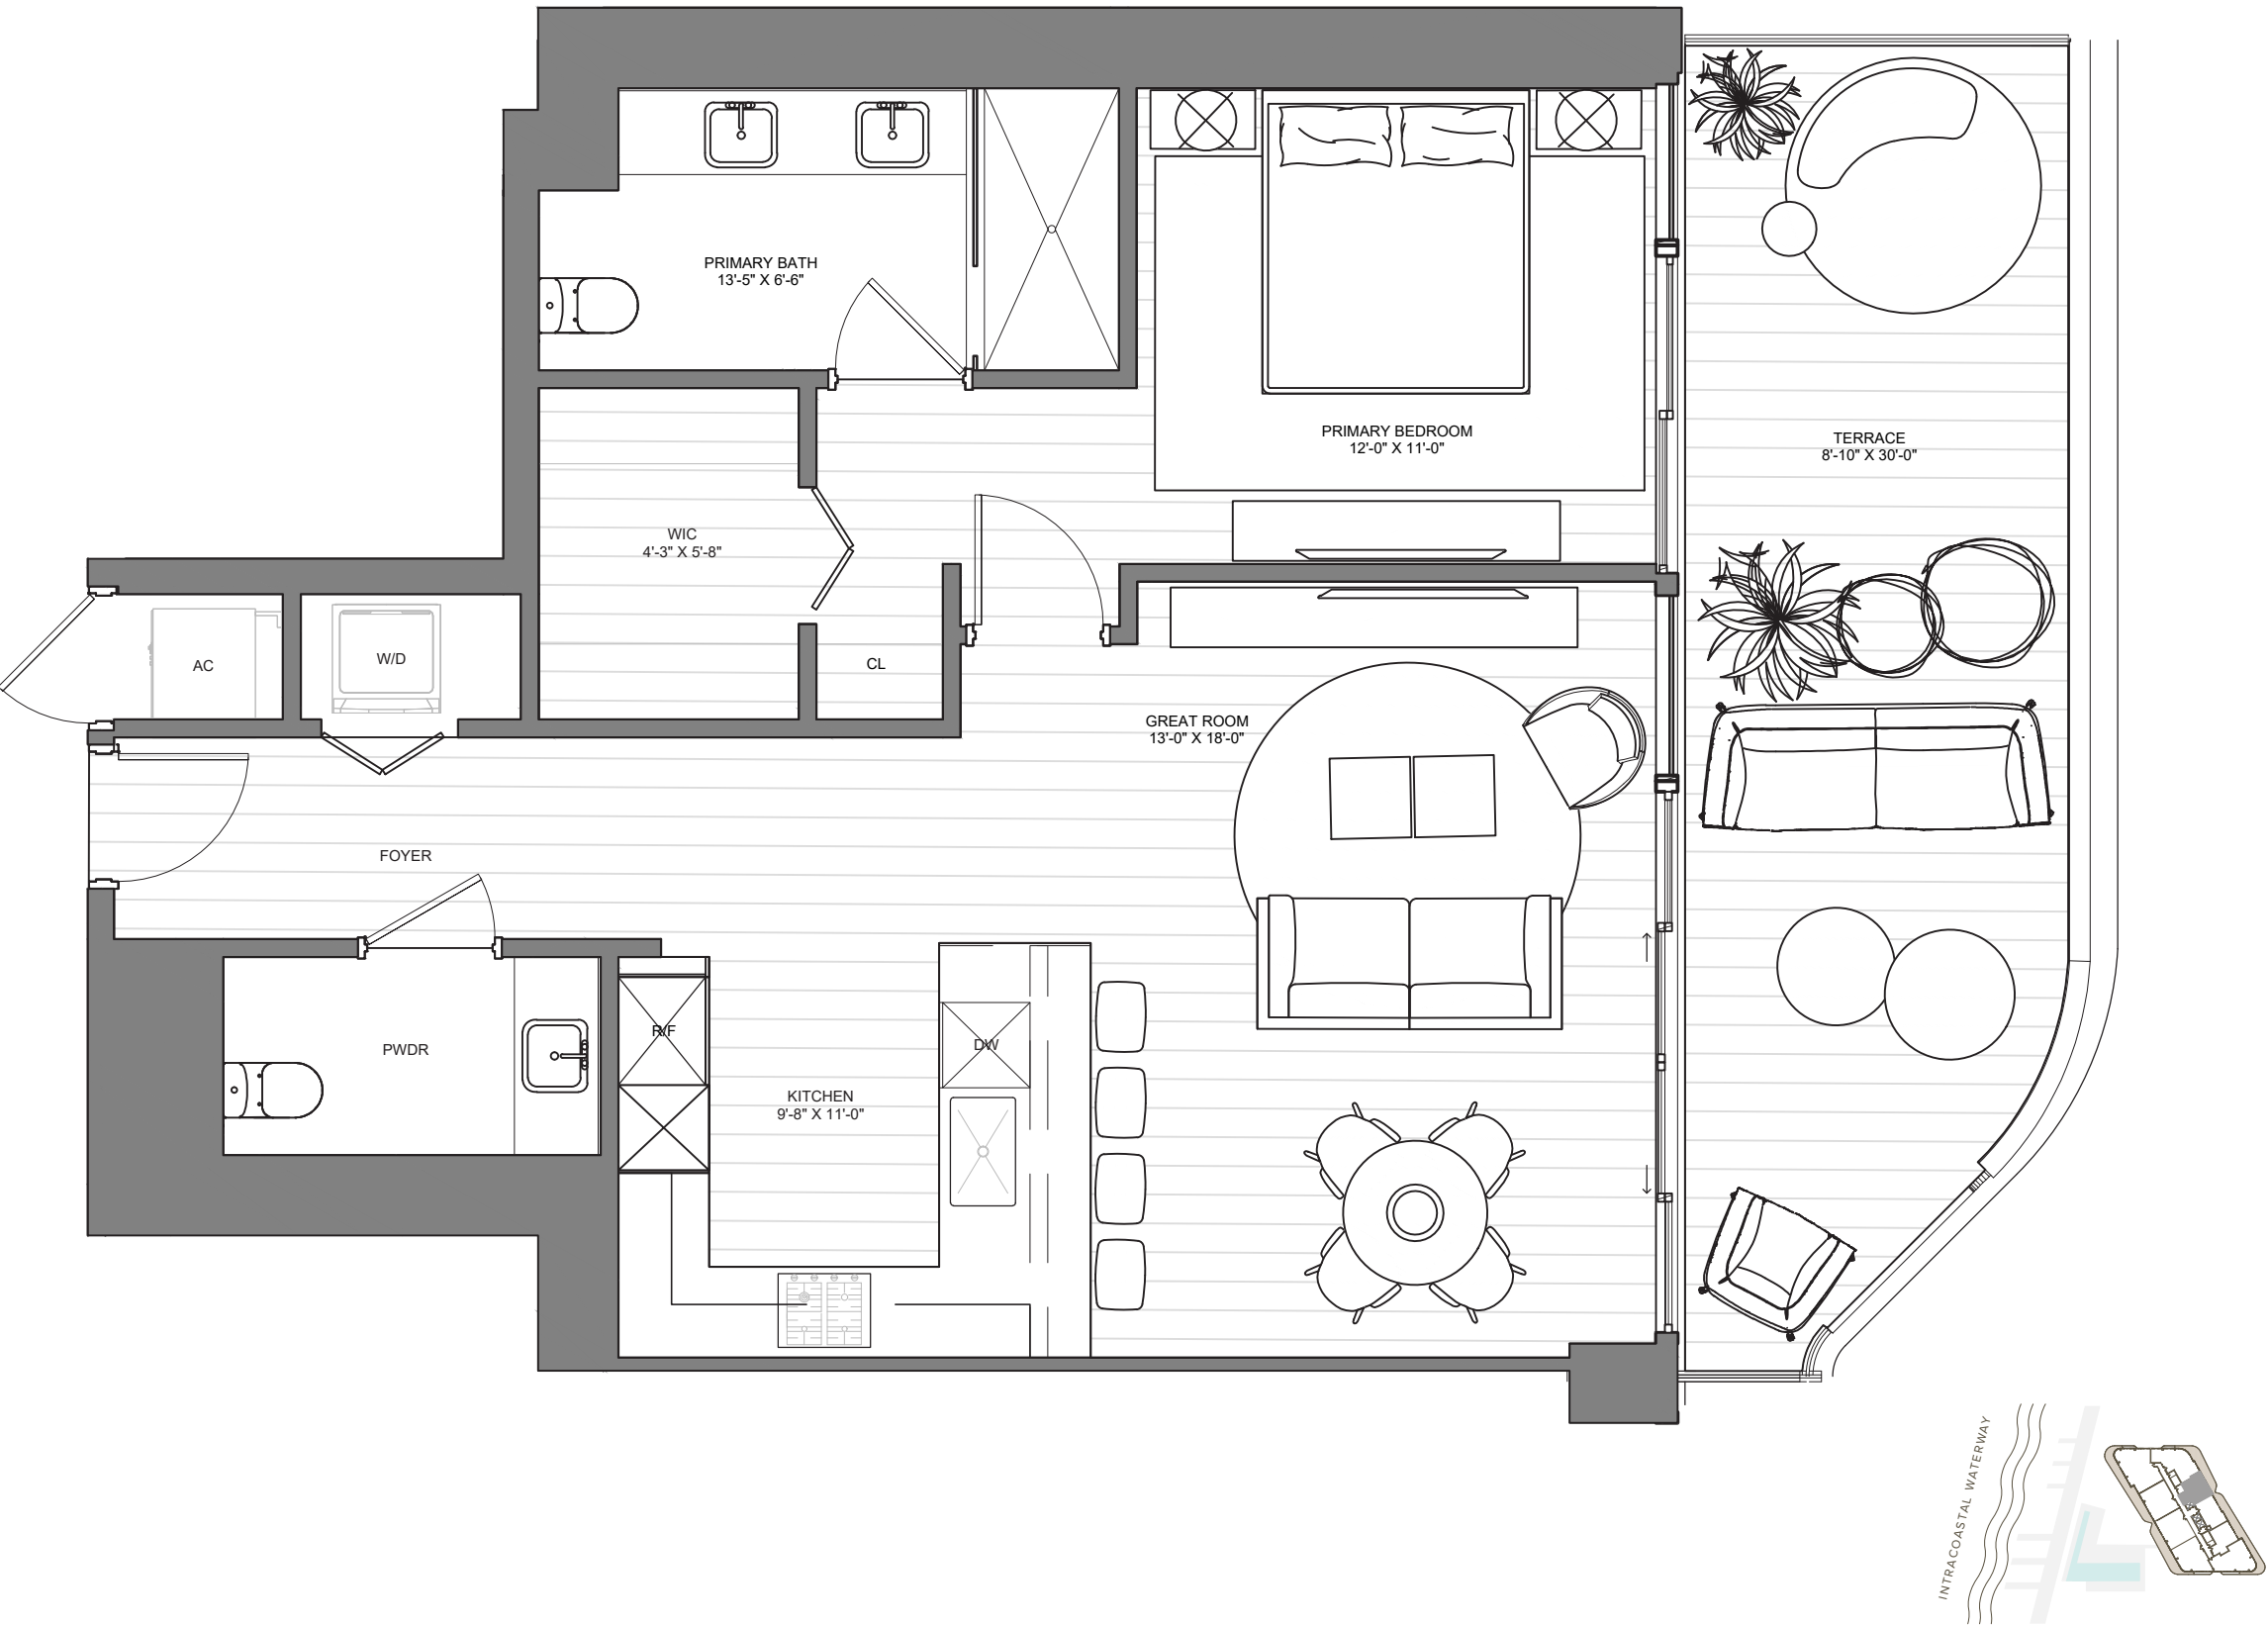 PRIMARY BATH
13'-5" X 6'-6"
PRIMARY BEDROOM
12'-0" X 11'-0"
TERRACE
8'-10" X 30'-0"
WIC
4'-3" X 5'-8"
AC
W/D
CL
GREAT ROOM
13'-0" X 18'-0"
FOYER
R/F
DW
PWDR
KITCHEN
9'-8" X 11'-0"
INTRACOASTAL WATERWAY